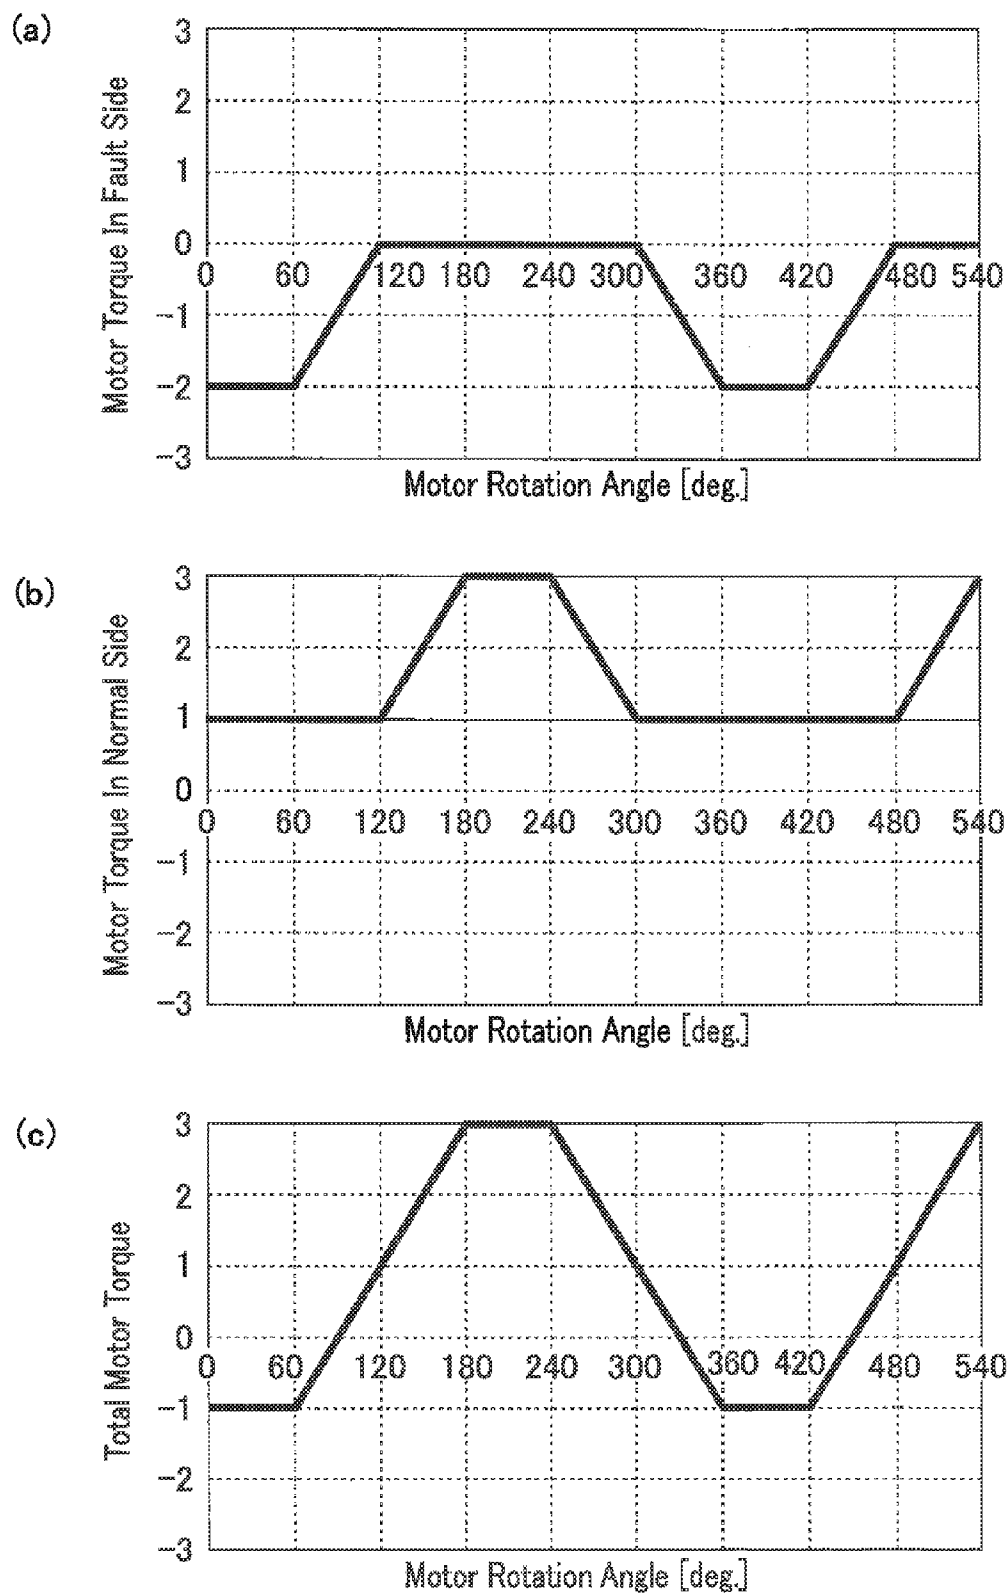 (a)
Motor Torque In Fault Side
3
2
1
0
0 60 120 180 240 300 360 420 480 540
−1
−2
−3
Motor Rotation Angle [deg.]
(b)
Motor Torque In Normal Side
3
2
1
0
0 60 120 180 240 300 360 420 480 540
−1
−2
−3
Motor Rotation Angle [deg.]
(c)
Total Motor Torque
3
2
1
0
0 60 120 180 240 300 360 420 480 540
−1
−2
−3
Motor Rotation Angle [deg.]